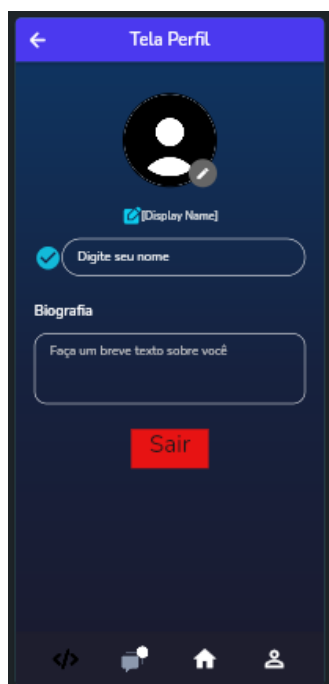 Tela Perfil
[Display Name]
Digite seu nome
Biografia
Faça um breve texto sobre você
Sair
</>